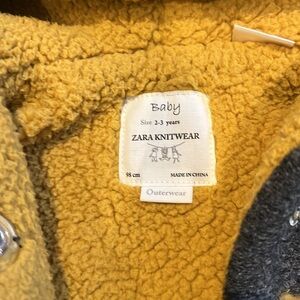 Baby
Size 2-3 years
ZARA KNITWEAR
98 cm MADE IN CHINA
Outerwear